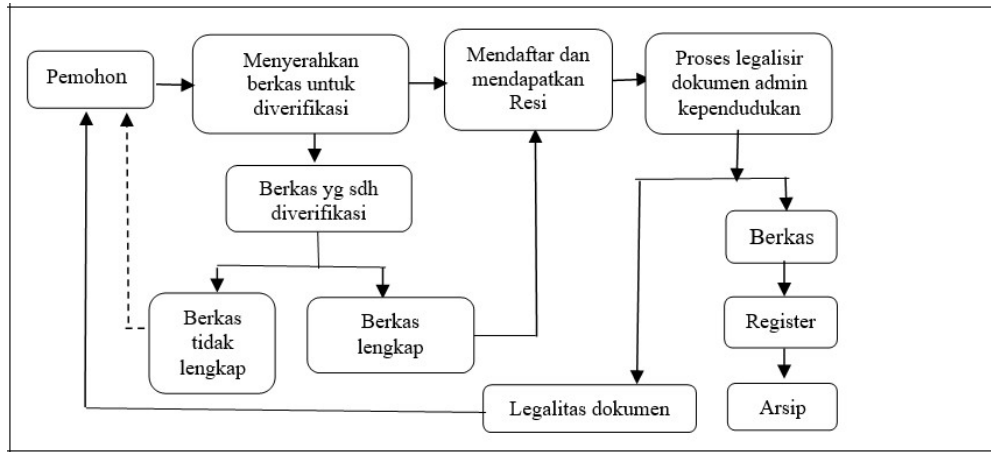 Pemohon
Menyerahkan
berkas untuk
diverifikasi
Mendaftar dan
mendapatkan
Resi
Proses legalisir
dokumen admin
kependudukan
Berkas yg sdh
diverifikasi
Berkas
tidak
lengkap
Berkas
lengkap
Berkas
Register
Arsip
Legalitas dokumen